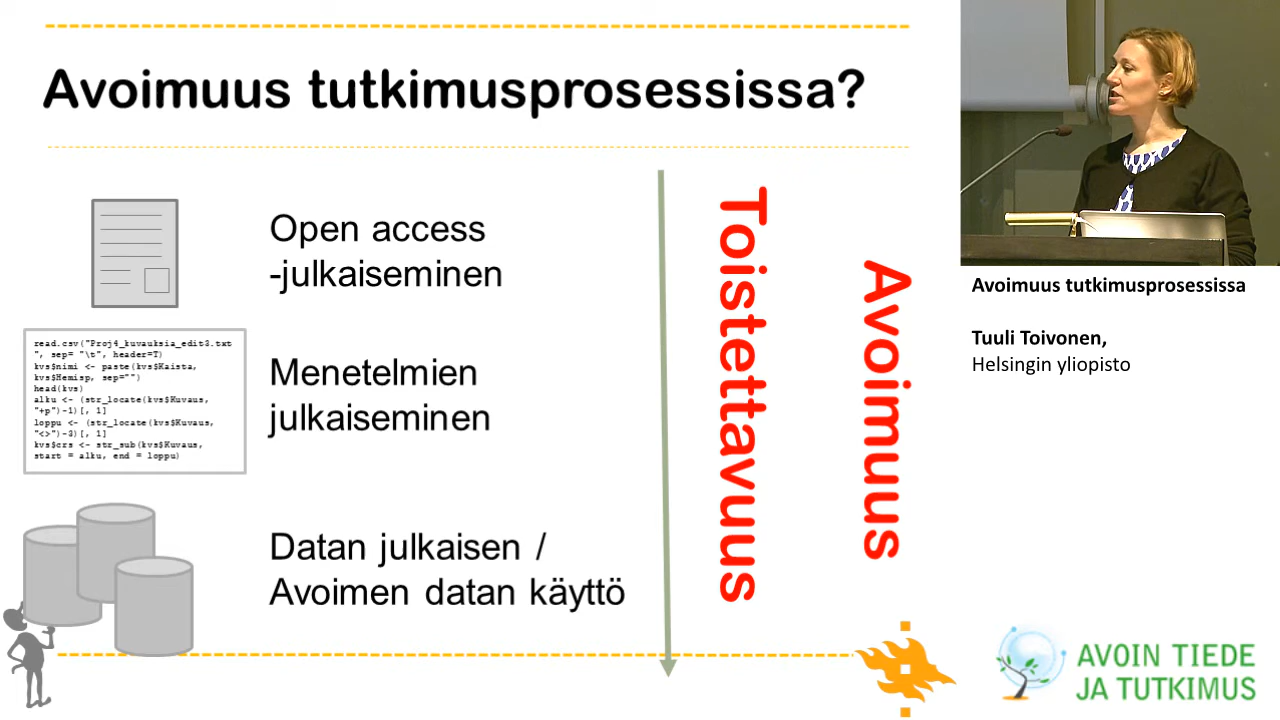 Avoimuus tutkimusprosessissa?
Open access
-julkaiseminen
read.csv("Proj4_kuvauksia_edit3.txt
", sep= "\t", header=T)
kvs$nimi <- paste(kvs$Kaista,
kvs$Hemisp, sep="")
head(kvs)
alku <- (str_locate(kvs$Kuvaus,
"+p")-1)[, 1]
loppu <- (str_locate(kvs$Kuvaus,
"<>")-3)[, 1]
kvs$crs <- str_sub(kvs$Kuvaus,
start = alku, end = loppu)
Menetelmien
julkaiseminen
Datan julkaisen /
Avoimen datan käyttö
Toistettavuus
Avoimuus
Avoimuus tutkimusprosessissa
Tuuli Toivonen,
Helsingin yliopisto
AVOIN TIEDE
JA TUTKIMUS